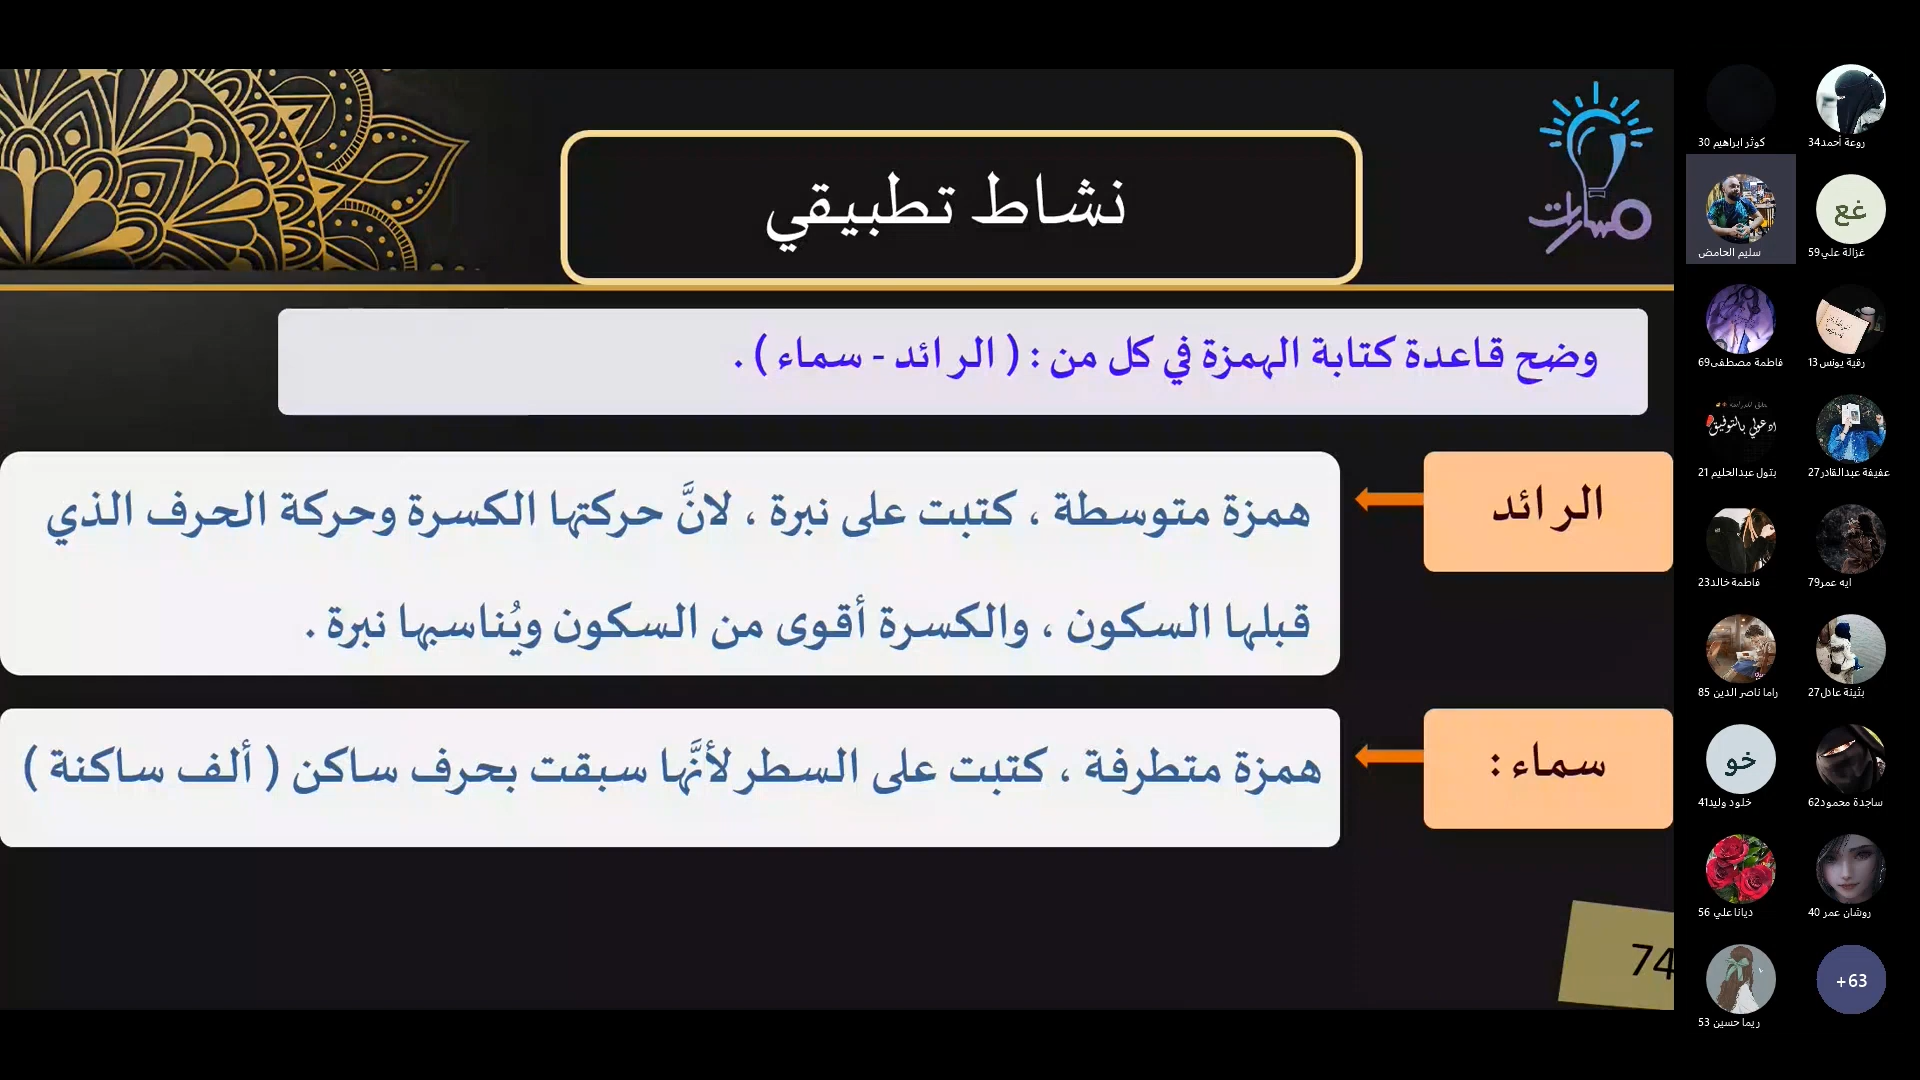 مسارات
نشاط تطبيقي
وضح قاعدة كتابة الهمزة في كل من : ( الرائد - سماء ) .
الرائد
همزة متوسطة ، كتبت على نبرة ، لانَّ حركتها الكسرة وحركة الحرف الذي
قبلها السكون ، والكسرة أقوى من السكون ويُناسبها نبرة .
سماء :
همزة متطرفة ، كتبت على السطر لأنَّها سبقت بحرف ساكن ( ألف ساكنة )
74
روعة أحمد34
كوثر ابراهيم 30
غع
غزالة علي59
سليم الحامض
رقية يونس13
فاطمة مصطفى69
ادعولي بالتوفيق
عفيفة عبدالقادر27
بتول عبدالحليم 21
ايه عمر79
فاطمة خالد23
بثينة عادل27
راما ناصر الدين 85
خو
ساجدة محمود62
خلود وليد41
روشان عمر 40
ديانا علي 56
+63
ريما حسين 53